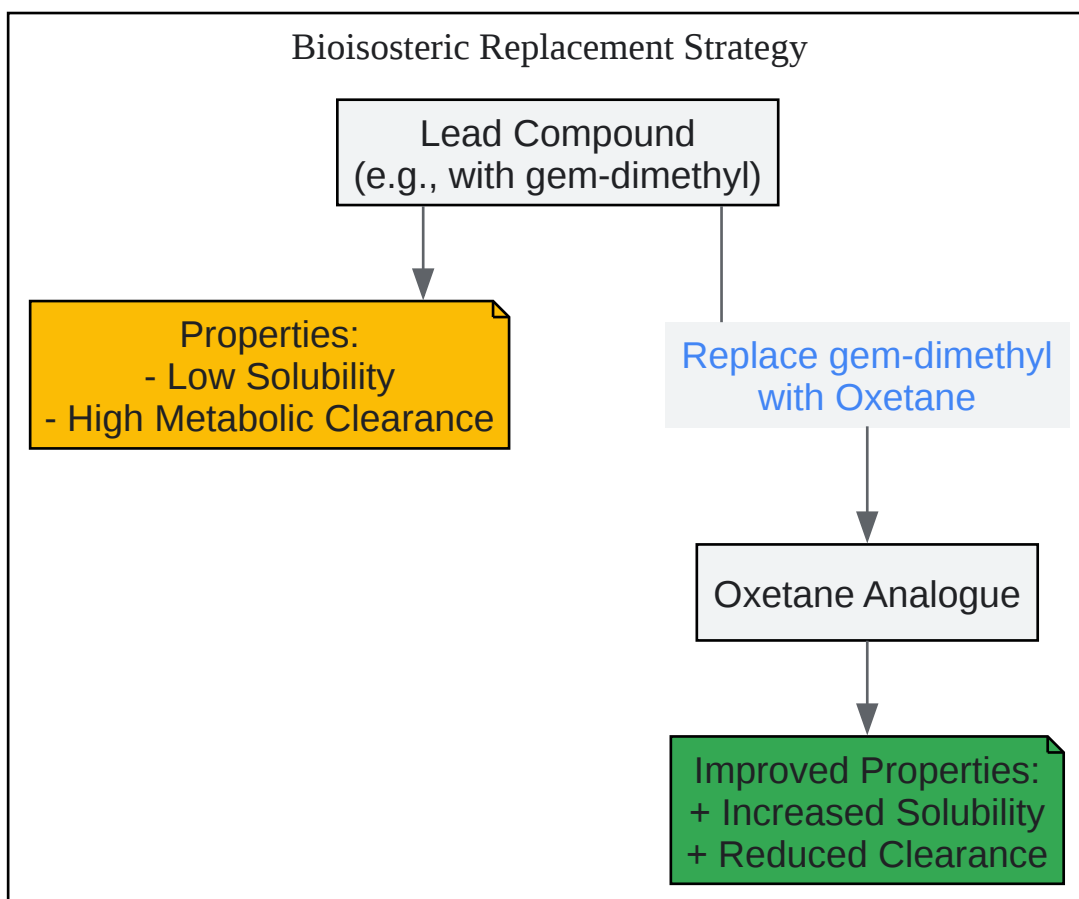 Bioisosteric Replacement Strategy
Lead Compound
(e.g., with gem-dimethyl)
Properties:
- Low Solubility
- High Metabolic Clearance
Replace gem-dimethyl
with Oxetane
Oxetane Analogue
Improved Properties:
+ Increased Solubility
+ Reduced Clearance